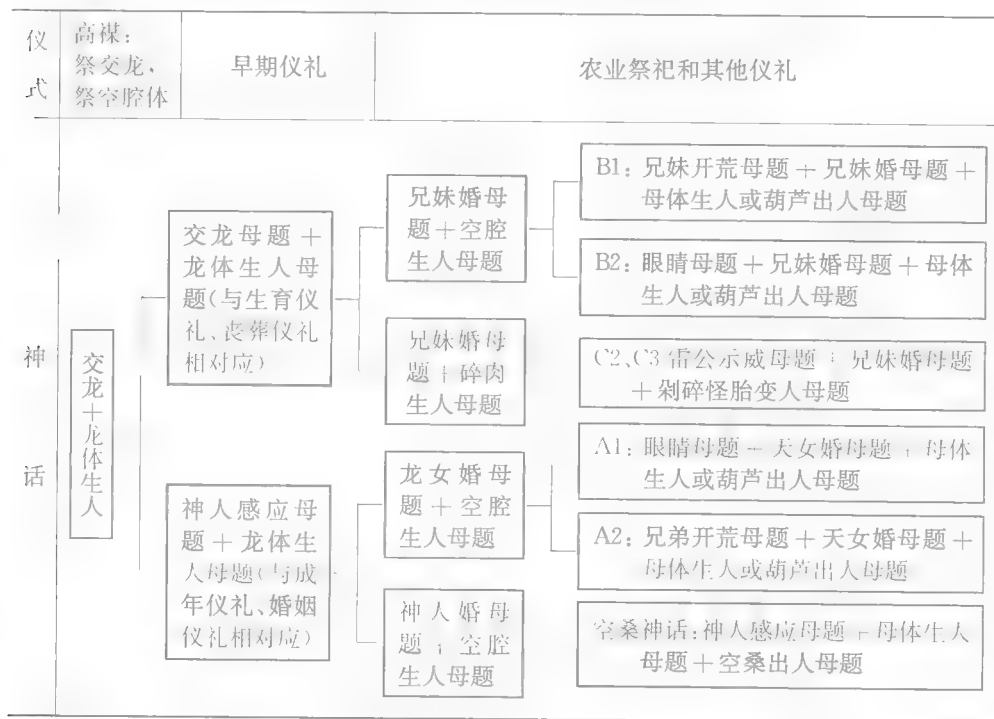 仪式
高禖：
祭交龙、
祭空腔体
早期仪礼
农业祭祀和其他仪礼
神话
交龙＋龙体生人
交龙母题＋
龙体生人母
题(与生育仪
礼、丧葬仪礼
相对应)
神人感应母
题＋龙体生
人母题(与成
年仪礼、婚姻
仪礼相对应)
兄妹婚母
题＋空腔
生人母题
兄妹婚母
题＋碎肉
生人母题
龙女婚母
题＋空腔
生人母题
神人婚母
题＋空腔
生人母题
B1：兄妹开荒母题＋兄妹婚母题＋
母体生人或葫芦出人母题
B2：眼睛母题＋兄妹婚母题＋母体
生人或葫芦出人母题
C2、C3 雷公示威母题＋兄妹婚母题
＋剁碎怪胎变人母题
A1：眼睛母题＋天女婚母题＋母体
生人或葫芦出人母题
A2：兄弟开荒母题＋天女婚母题＋
母体生人或葫芦出人母题
空桑神话：神人感应母题＋母体生人
母题＋空桑出人母题